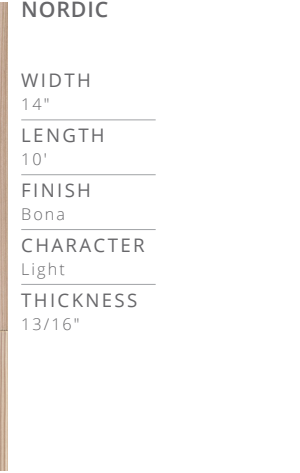 NORDIC
WIDTH
14"
LENGTH
10'
FINISH
Bona
CHARACTER
Light
THICKNESS
13/16"